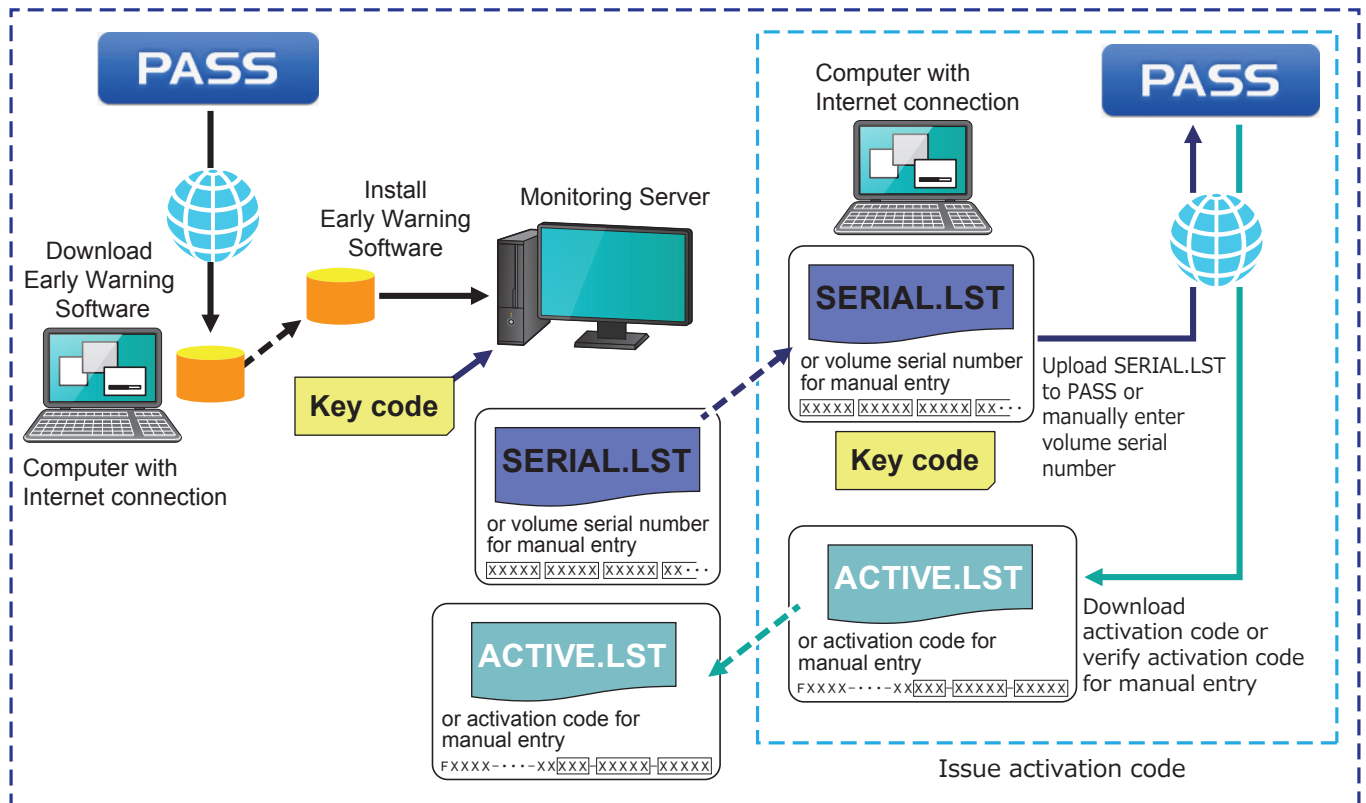 PASS
Download
Early Warning
Software
Computer with
Internet connection
Install
Early Warning
Software
Monitoring Server
Key code
SERIAL.LST
or volume serial number
for manual entry
XXXXX XXXXX XXXXX XX···
ACTIVE.LST
or activation code for
manual entry
FXXXX-···-XXXXX-XXXXX-XXXXX
Computer with
Internet connection
PASS
SERIAL.LST
or volume serial number
for manual entry
XXXXX XXXXX XXXXX XX···
Key code
Upload SERIAL.LST
to PASS or
manually enter
volume serial
number
ACTIVE.LST
or activation code for
manual entry
FXXXX-···-XXXXX-XXXXX-XXXXX
Download
activation code or
verify activation code
for manual entry
Issue activation code